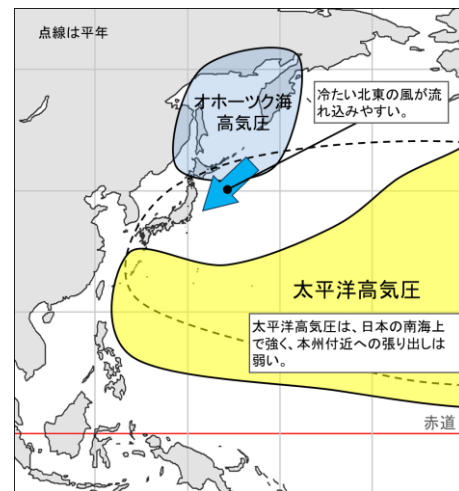 点線は平年
オホーツク海
高気圧
冷たい北東の風が流
れ込みやすい。
太平洋高気圧
太平洋高気圧は、日本の南海上
で強く、本州付近への張り出しは
弱い。
赤道